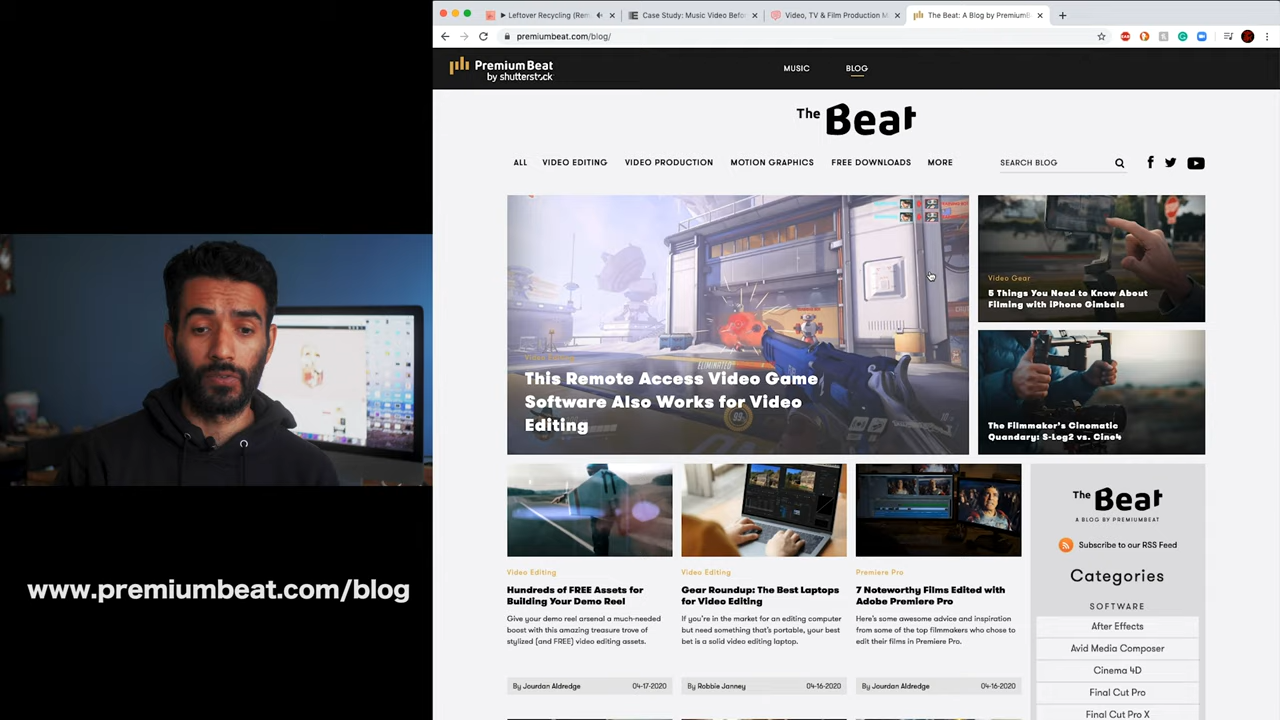 Leftover Recycling (Rem
Case Study: Music Video Befo
Video, TV & Film Production M
The Beat: A Blog by PremiumB
premiumbeat.com/blog/
PremiumBeat
by shutterstock
MUSIC
BLOG
The Beat
ALL
VIDEO EDITING
VIDEO PRODUCTION
MOTION GRAPHICS
FREE DOWNLOADS
MORE
SEARCH BLOG
ELIMINATED
This Remote Access Video Game
Software Also Works for Video
Editing
Video Gear
5 Things You Need to Know About
Filming with iPhone Gimbals
The Filmmaker's Cinematic
Quandary: S-Log2 vs. Cine4
Video Editing
Hundreds of FREE Assets for
Building Your Demo Reel
Give your demo reel arsenal a much-needed
boost with this amazing treasure trove of
stylized [and FREE] video editing assets.
By Jourdan Aldredge
04-17-2020
Video Editing
Gear Roundup: The Best Laptops
for Video Editing
If you're in the market for an editing computer
but need something that's portable, your best
bet is a solid video editing laptop.
By Robbie Janney
04-16-2020
Premiere Pro
7 Noteworthy Films Edited with
Adobe Premiere Pro
Here's some awesome advice and inspiration
from some of the top filmmakers who chose to
edit their films in Premiere Pro.
By Jourdan Aldredge
04-16-2020
The Beat
A BLOG BY PREMIUMBEAT
Subscribe to our RSS Feed
Categories
SOFTWARE
After Effects
Avid Media Composer
Cinema 4D
Final Cut Pro
Final Cut Pro X
www.premiumbeat.com/blog